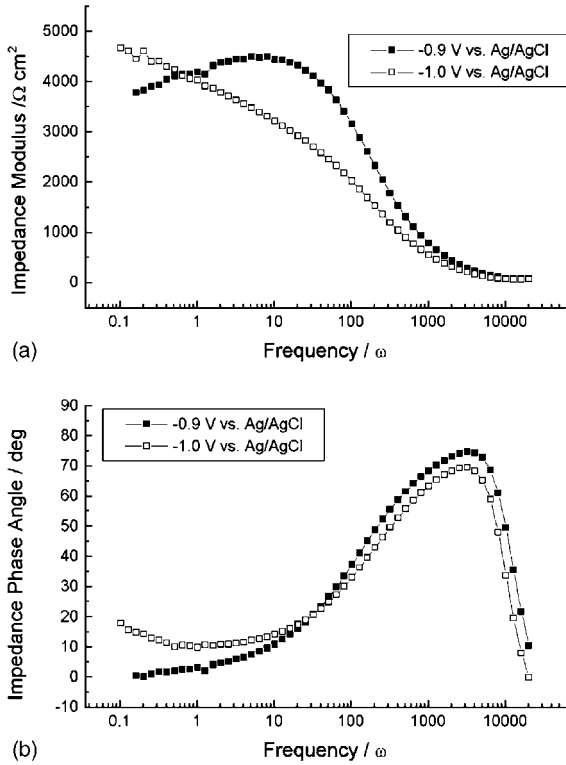 5000
4000
3000
2000
1000
0
Impedance Modulus /Ω cm²
-0.9 V vs. Ag/AgCl
-1.0 V vs. Ag/AgCl
0.1 1 10 100 1000 10000
Frequency / ω
(a)
90
80
70
60
50
40
30
20
10
0
-10
Impedance Phase Angle / deg
-0.9 V vs. Ag/AgCl
-1.0 V vs. Ag/AgCl
0.1 1 10 100 1000 10000
Frequency / ω
(b)